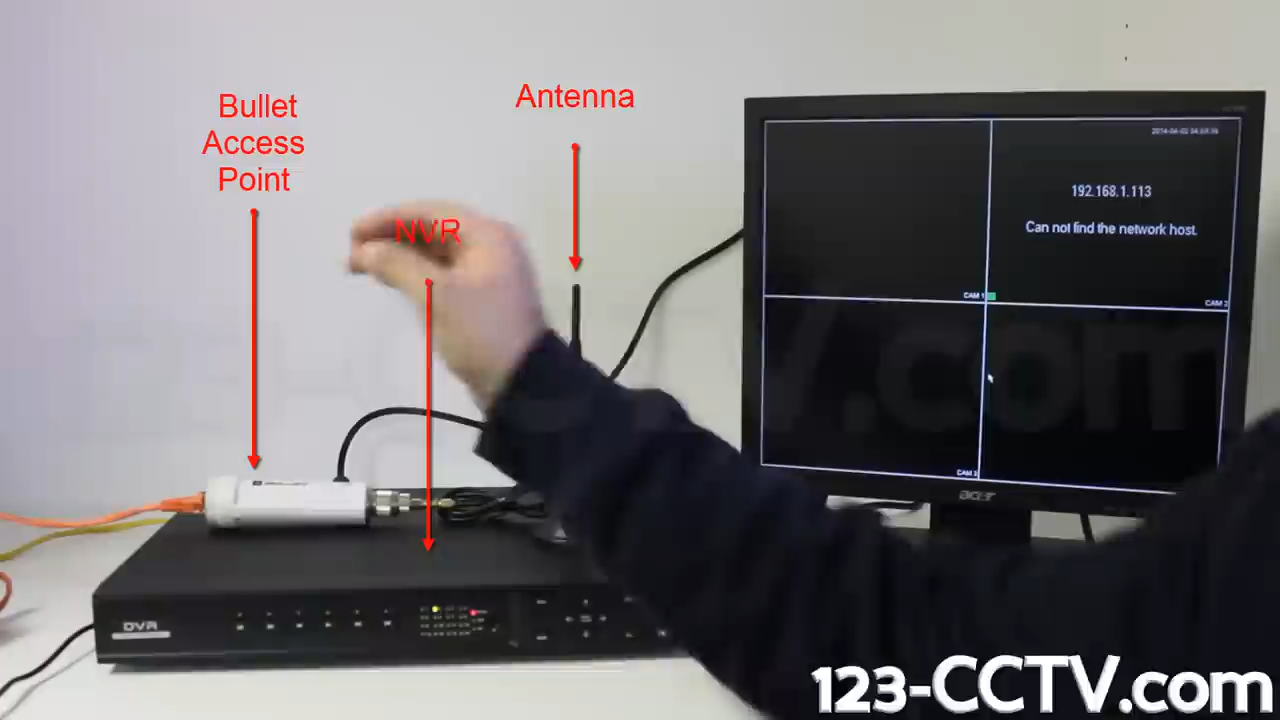 Bullet
Access
Point
Antenna
NVR
192.168.1.113
Can not find the network host.
CAM 1
CAM 2
CAM 3
acer
DVR
123-CCTV.com